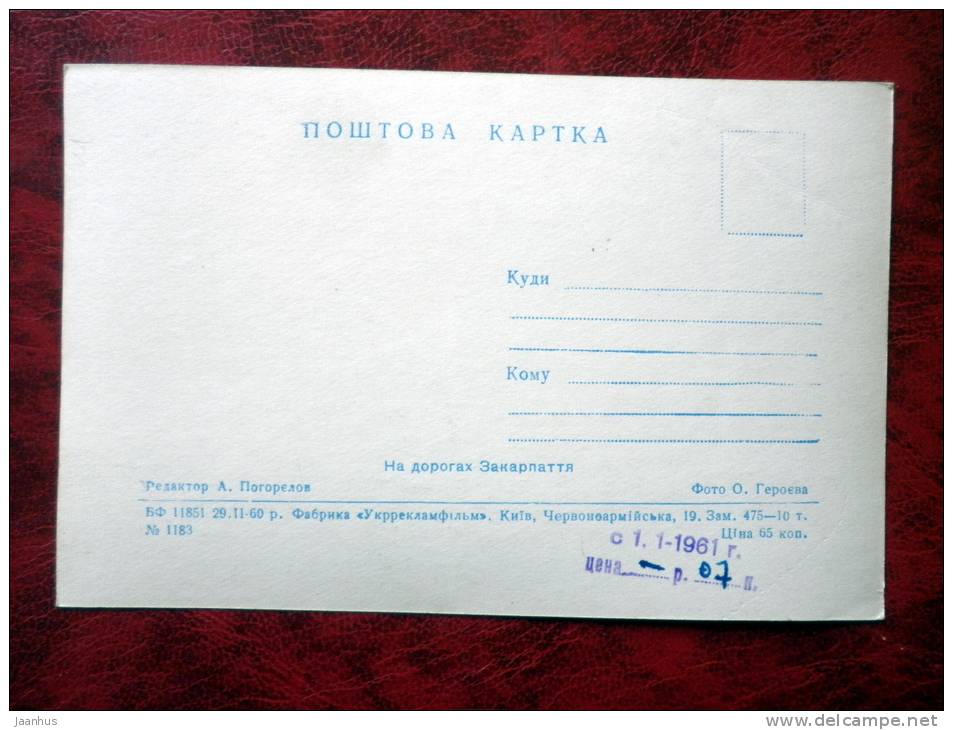 ПОШТОВА КАРТКА
Куди
Кому
На дорогах Закарпаття
Редактор А. Погорєлов
Фото О. Героєва
БФ 11851 29.II-60 р. Фабрика «Укррекламфільм». Київ, Червоноармійська, 19. Зам. 475—10 т.
№ 1183
Ціна 65 коп.
с 1. 1-1961 г.
цена — р. 07 п.
jaanhus
www.delcampe.net